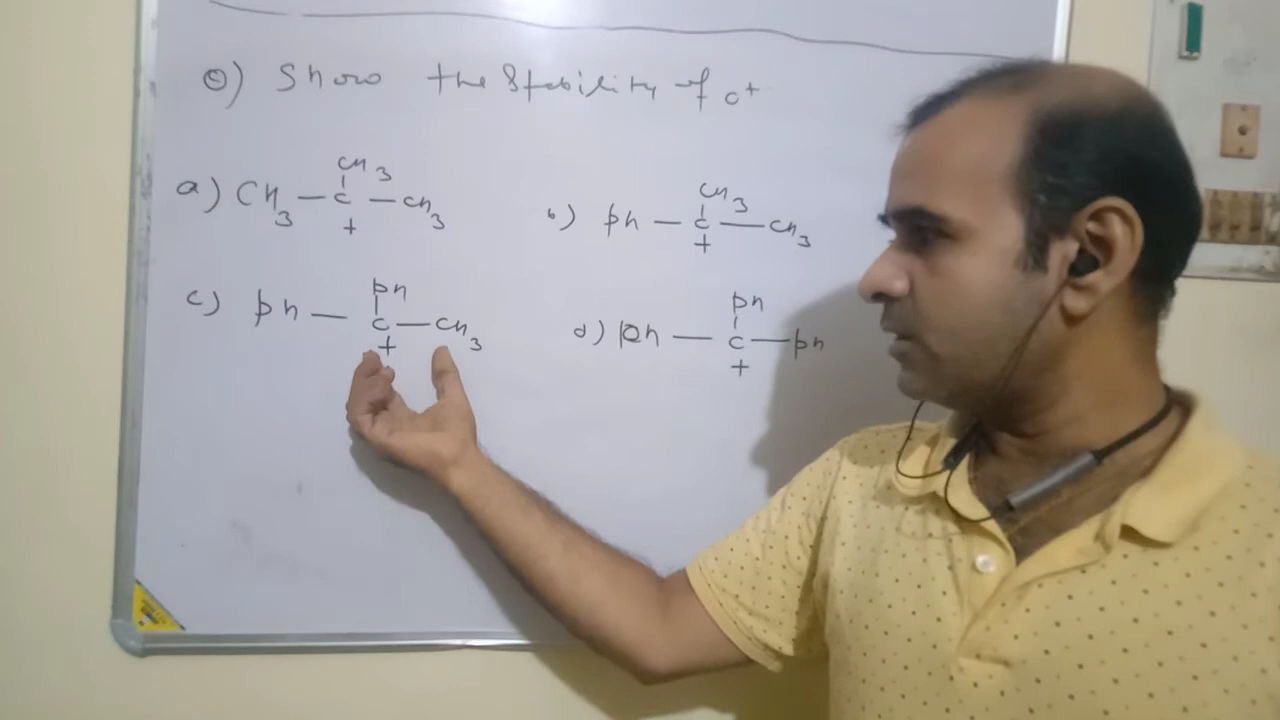 Q) Show the Stability of C+
CH3
a) CH3 — C — CH3
+
CH3
b) ph — C — CH3
+
ph
c) ph — C — CH3
+
ph
d) ph — C — ph
+